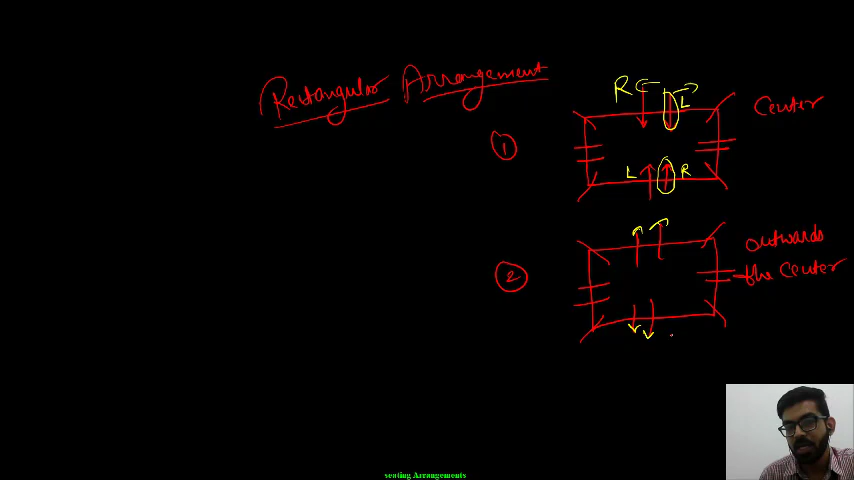 Rectangular Arrangement
R L Center
①
L R
outwards
② the Center
seating Arrangements